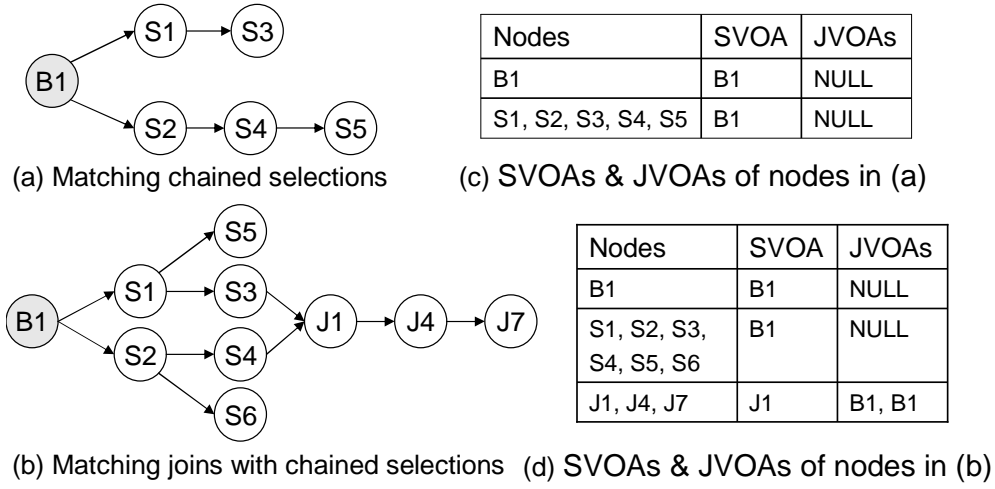 S1 S3
B1
S2 S4 S5
(a) Matching chained selections
Nodes SVOA JVOAs
B1 B1 NULL
S1, S2, S3, S4, S5 B1 NULL
(c) SVOAs & JVOAs of nodes in (a)
S5
S1 S3
B1 J1 J4 J7
S2 S4
S6
(b) Matching joins with chained selections
Nodes SVOA JVOAs
B1 B1 NULL
S1, S2, S3, B1 NULL
S4, S5, S6
J1, J4, J7 J1 B1, B1
(d) SVOAs & JVOAs of nodes in (b)